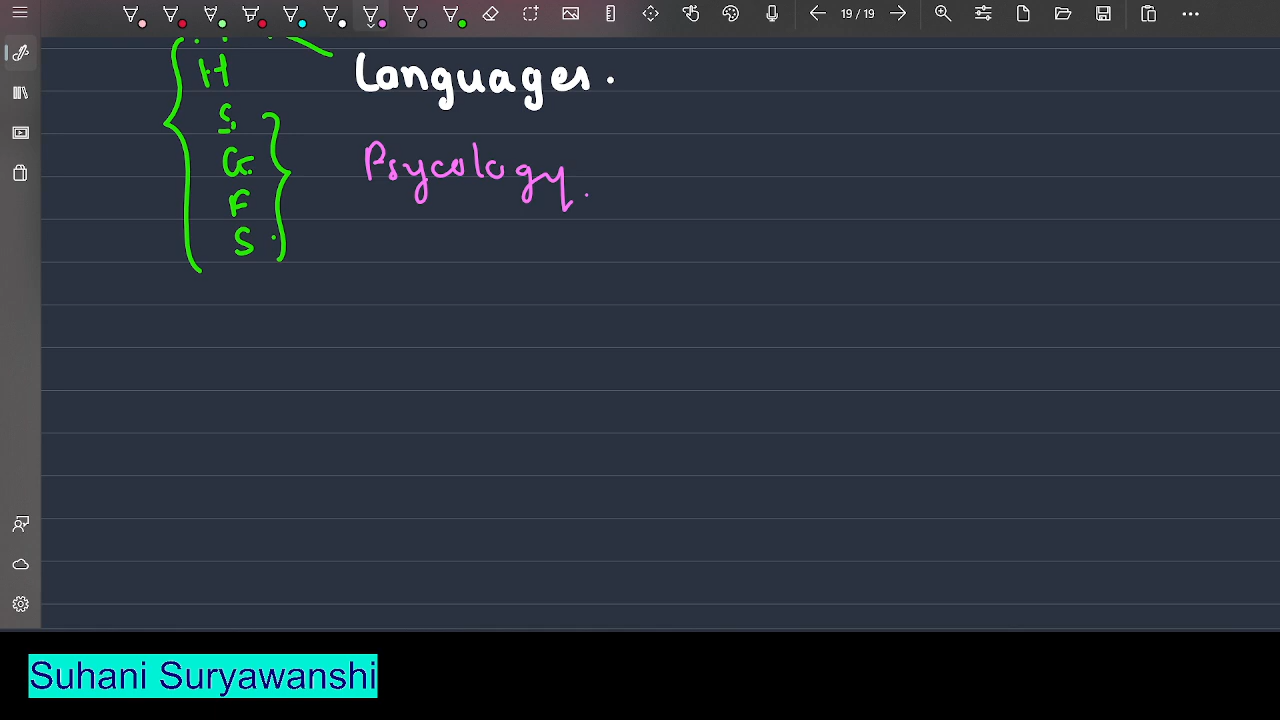 19/19
H
Languages.
S.
G.
Psycology.
F
S.
Suhani Suryawanshi